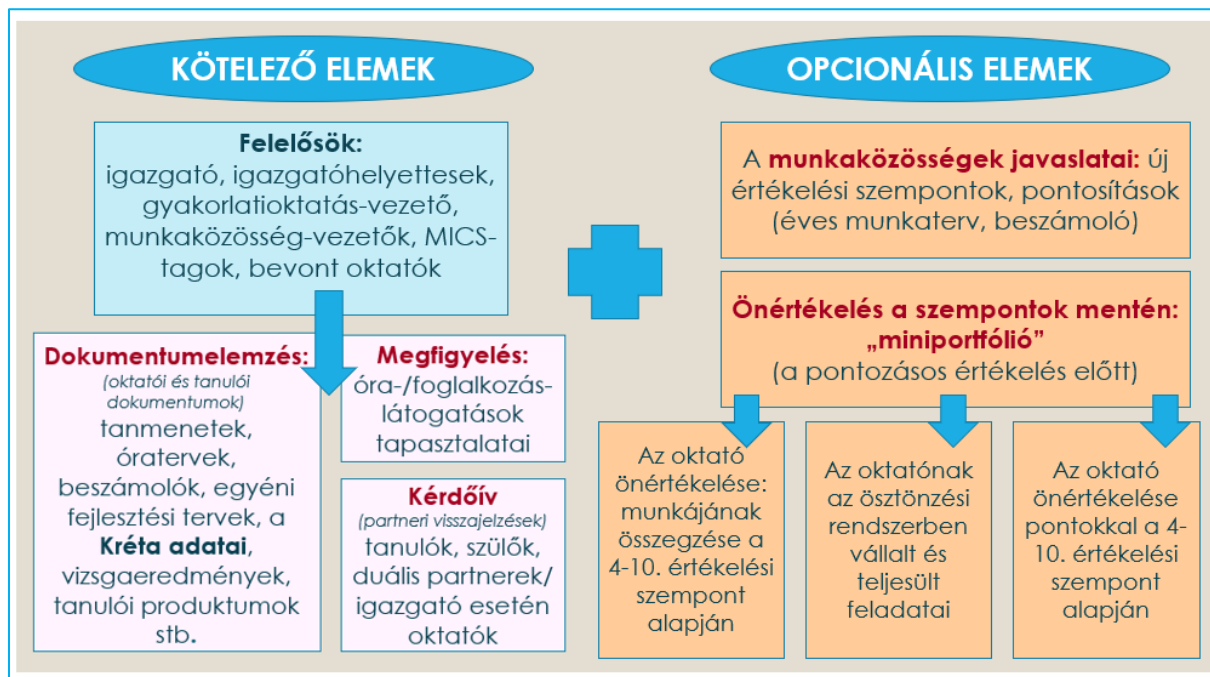 KÖTELEZŐ ELEMEK
Felelősök:
igazgató, igazgatóhelyettesek,
gyakorlatioktatás-vezető,
munkaközösség-vezetők, MICS-
tagok, bevont oktatók
Dokumentumelemzés:
(oktatói és tanulói
dokumentumok)
tanmenetek,
óratervek,
beszámolók, egyéni
fejlesztési tervek, a
Kréta adatai,
vizsgaeredmények,
tanulói produktumok
stb.
Megfigyelés:
óra-/foglalkozás-
látogatások
tapasztalatai
Kérdőív
(partneri visszajelzések)
tanulók, szülők,
duális partnerek/
igazgató esetén
oktatók
OPCIONÁLIS ELEMEK
A munkaközösségek javaslatai: új
értékelési szempontok, pontosítások
(éves munkaterv, beszámoló)
Önértékelés a szempontok mentén:
„miniportfólió”
(a pontozásos értékelés előtt)
Az oktató
önértékelése:
munkájának
összegzése a
4-10. értékelési
szempont
alapján
Az oktatónak
az ösztönzési
rendszerben
vállalt és
teljesült
feladatai
Az oktató
önértékelése
pontokkal a 4-
10. értékelési
szempont
alapján